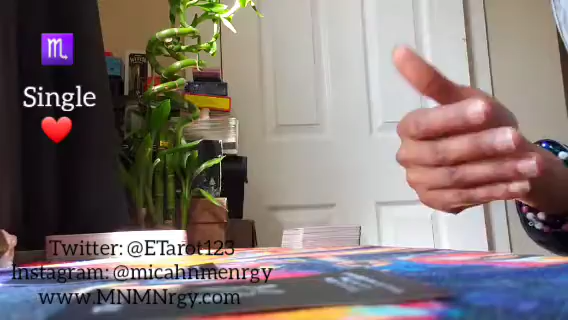 ♏
Single
❤️
Twitter: @ETarot123
Instagram: @micahnmenrgy
www.MNMNrgy.com